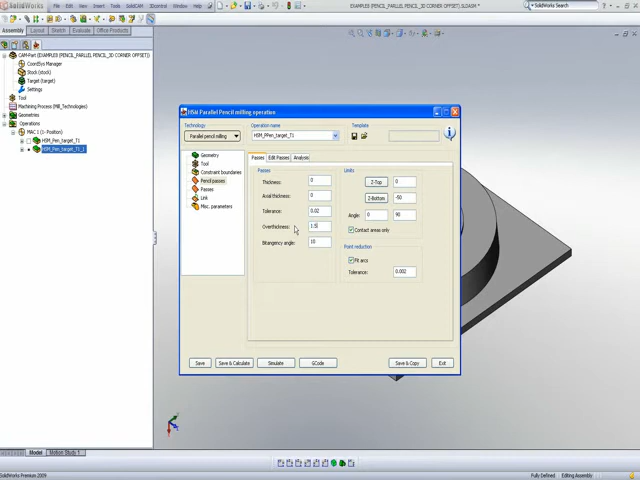 SolidWorks
File Edit View Insert Tools SolidCAM 3Dcontrol Window Help
EXAMPLE8 (PENCIL_PARLLEL PENCIL_3D CORNER OFFSET).SLDASM *
SolidWorks Search
Assembly Layout Sketch Evaluate Office Products
CAM-Part (EXAMPLE8 (PENCIL_PARLLEL PENCIL_3D CORNER OFFSET))
CoordSys Manager
Stock (stock)
Target (target)
Settings
Tool
Machining Process (Mill_Technologies)
Geometries
Operations
MAC 1 (1- Position)
HSM_Pen_target_T1
HSM_Pen_target_T1_1
HSM Parallel Pencil milling operation
Technology
Parallel pencil milling
Operation name
HSM_PPen_target_T1
Template
Geometry
Tool
Constraint boundaries
Pencil passes
Passes
Link
Misc. parameters
Passes Edit Passes Analysis
Passes
Thickness: 0
Axial thickness: 0
Tolerance: 0.02
Overthickness: 1.5
Bitangency angle: 10
Limits
Z-Top 0
Z-Bottom -50
Angle: 0 90
Contact areas only
Point reduction
Fit arcs
Tolerance: 0.002
Save Save & Calculate Simulate GCode Save & Copy Exit
Model Motion Study 1
SolidWorks Premium 2009 Fully Defined Editing Assembly